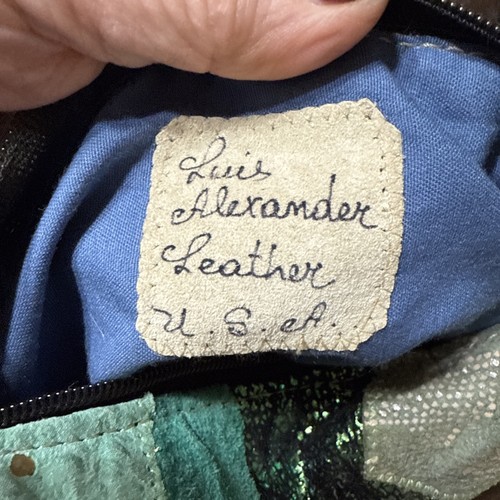 Luis
Alexander
Leather
U.S.A.